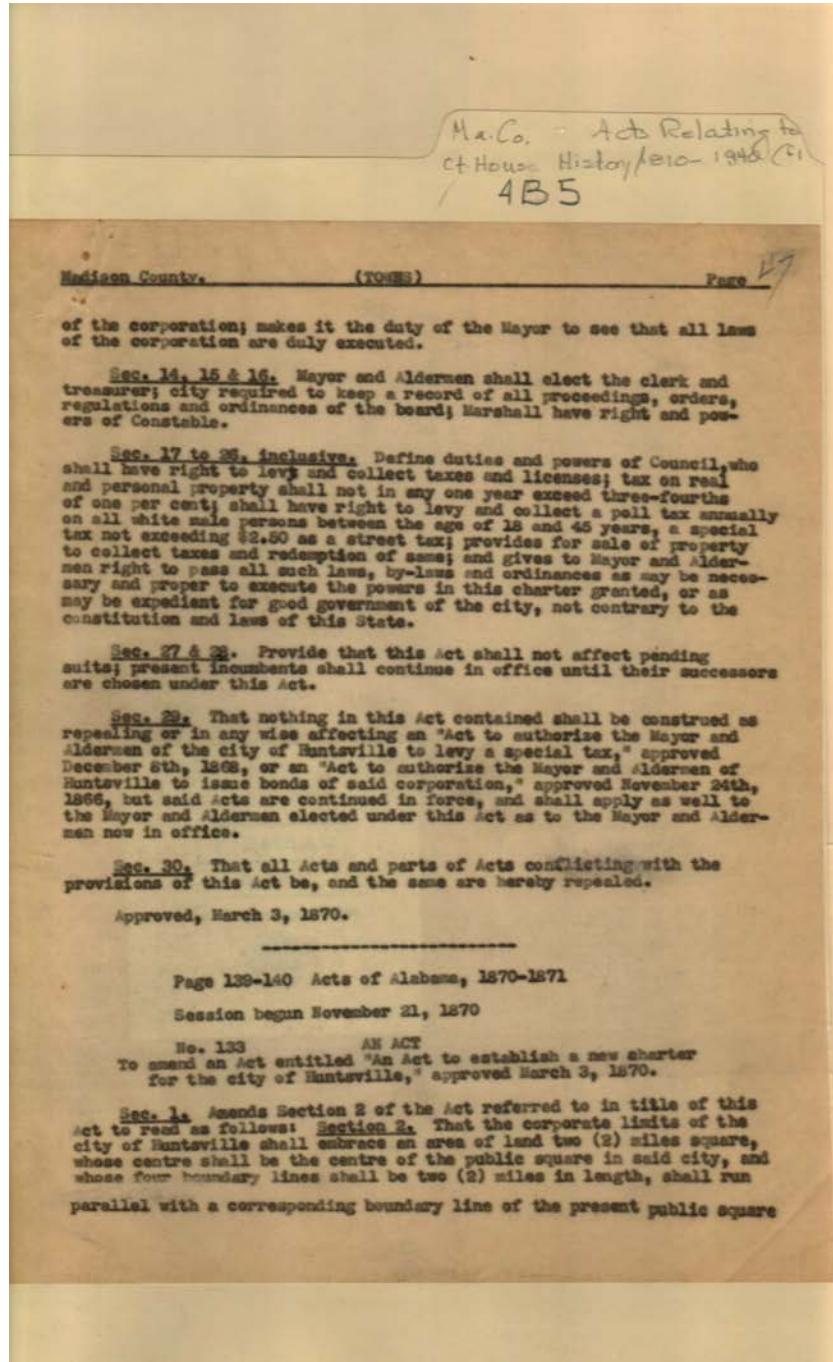 Ma. Co. - Acts Relating to
Ct House History 1810-1940
4B5
Madison County. (TOWNS) Page 47
of the corporation; makes it the duty of the Mayor to see that all laws
of the corporation are duly executed.
Sec. 14, 15 & 16. Mayor and Aldermen shall elect the clerk and
treasurer; city required to keep a record of all proceedings, orders,
regulations and ordinances of the board; Marshall have right and pow-
ers of Constable.
Sec. 17 to 26, inclusive. Define duties and powers of Council, who
shall have right to levy and collect taxes and licenses; tax on real
and personal property shall not in any one year exceed three-fourths
of one per cent; shall have right to levy and collect a poll tax annually
on all white male persons between the age of 18 and 45 years, a special
tax not exceeding $2.50 as a street tax; provides for sale of property
to collect taxes and redemption of same; and gives to Mayor and Alder-
men right to pass all such laws, by-laws and ordinances as may be neces-
sary and proper to execute the powers in this charter granted, or as
may be expedient for good government of the city, not contrary to the
constitution and laws of this State.
Sec. 27 & 28. Provide that this Act shall not affect pending
suits; present incumbents shall continue in office until their successors
are chosen under this Act.
Sec. 29. That nothing in this Act contained shall be construed as
repealing or in any wise affecting an "Act to authorize the Mayor and
Aldermen of the city of Huntsville to levy a special tax," approved
December 8th, 1868, or an "Act to authorize the Mayor and Aldermen of
Huntsville to issue bonds of said corporation," approved November 24th,
1866, but said Acts are continued in force, and shall apply as well to
the Mayor and Aldermen elected under this Act as to the Mayor and Alder-
men now in office.
Sec. 30. That all Acts and parts of Acts conflicting with the
provisions of this Act be, and the same are hereby repealed.
Approved, March 3, 1870.
Page 139-140 Acts of Alabama, 1870-1871
Session begun November 21, 1870
No. 133 AN ACT
To amend an Act entitled "An Act to establish a new charter
for the city of Huntsville," approved March 3, 1870.
Sec. 1. Amends Section 2 of the Act referred to in title of this
Act to read as follows: Section 2. That the corporate limits of the
city of Huntsville shall embrace an area of land two (2) miles square,
whose centre shall be the centre of the public square in said city, and
whose four boundary lines shall be two (2) miles in length, shall run
parallel with a corresponding boundary line of the present public square